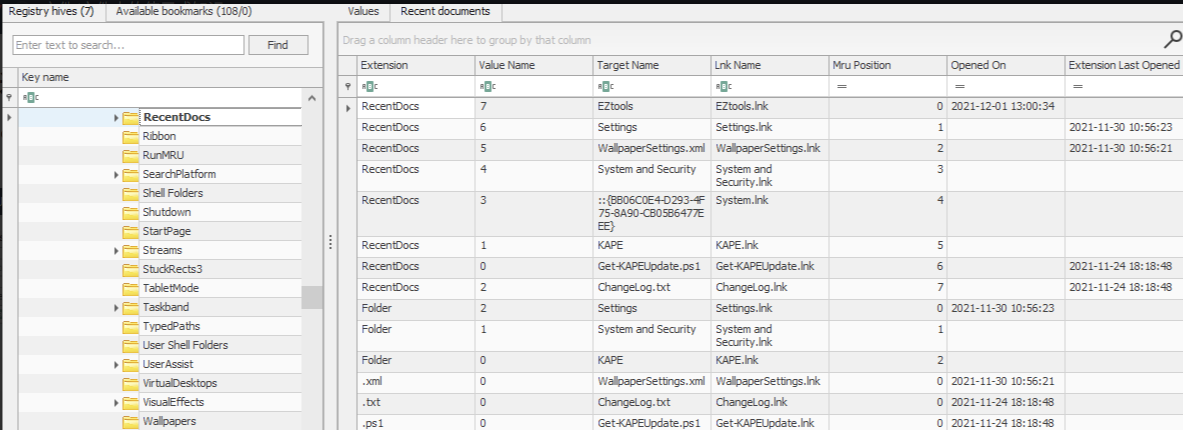 Registry hives (7) Available bookmarks (108/0)
Enter text to search... Find
Key name
RecentDocs
Ribbon
RunMRU
SearchPlatform
Shell Folders
Shutdown
StartPage
Streams
StuckRects3
TabletMode
Taskband
TypedPaths
User Shell Folders
UserAssist
VirtualDesktops
VisualEffects
Wallpapers
Values Recent documents
Drag a column header here to group by that column
Extension Value Name Target Name Lnk Name Mru Position Opened On Extension Last Opened
= = =
RecentDocs 7 EZtools EZtools.lnk 0 2021-12-01 13:00:34
RecentDocs 6 Settings Settings.lnk 1 2021-11-30 10:56:23
RecentDocs 5 WallpaperSettings.xml WallpaperSettings.lnk 2 2021-11-30 10:56:21
RecentDocs 4 System and Security System and 3
Security.lnk
RecentDocs 3 ::{BB06C0E4-D293-4F System.lnk 4
75-8A90-CB05B6477E
EE}
RecentDocs 1 KAPE KAPE.lnk 5
RecentDocs 0 Get-KAPEUpdate.ps1 Get-KAPEUpdate.lnk 6 2021-11-24 18:18:48
RecentDocs 2 ChangeLog.txt ChangeLog.lnk 7 2021-11-24 18:18:48
Folder 2 Settings Settings.lnk 0 2021-11-30 10:56:23
Folder 1 System and Security System and 1
Security.lnk
Folder 0 KAPE KAPE.lnk 2
.xml 0 WallpaperSettings.xml WallpaperSettings.lnk 0 2021-11-30 10:56:21
.txt 0 ChangeLog.txt ChangeLog.lnk 0 2021-11-24 18:18:48
.ps1 0 Get-KAPEUpdate.ps1 Get-KAPEUpdate.lnk 0 2021-11-24 18:18:48